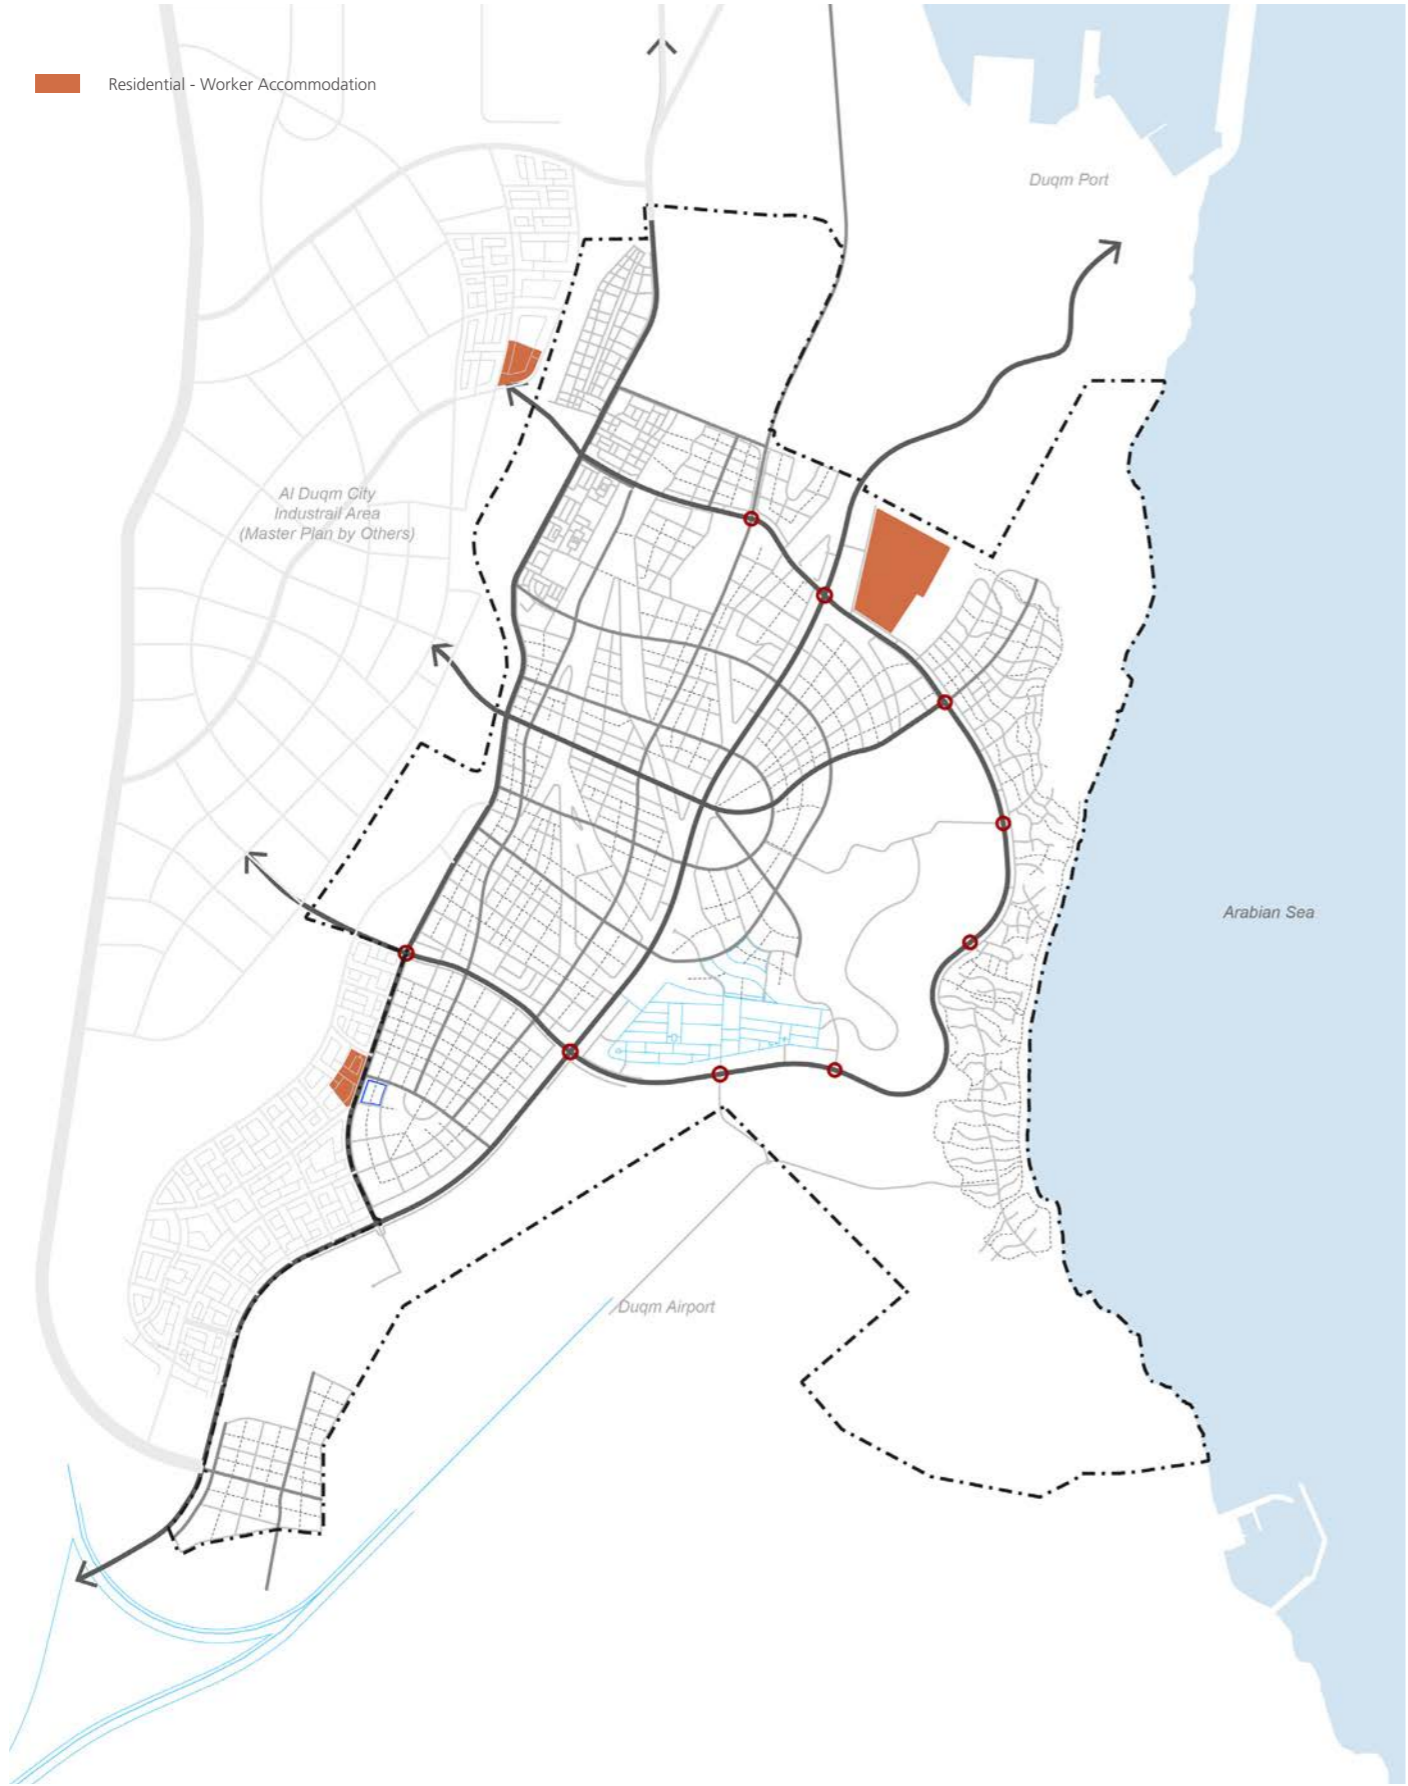 Residential - Worker Accommodation
Duqm Port
Al Duqm City
Industrail Area
(Master Plan by Others)
Arabian Sea
Duqm Airport